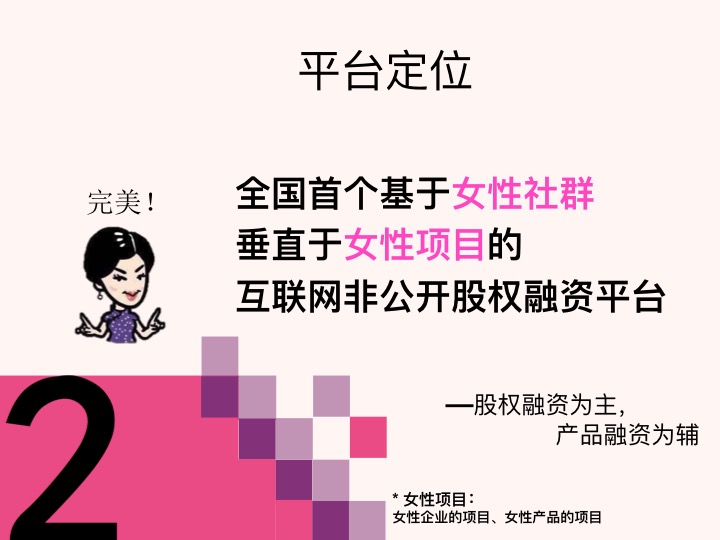 平台定位
完美！
全国首个基于女性社群
垂直于女性项目的
互联网非公开股权融资平台
—股权融资为主，
产品融资为辅
2
* 女性项目：
女性企业的项目、女性产品的项目